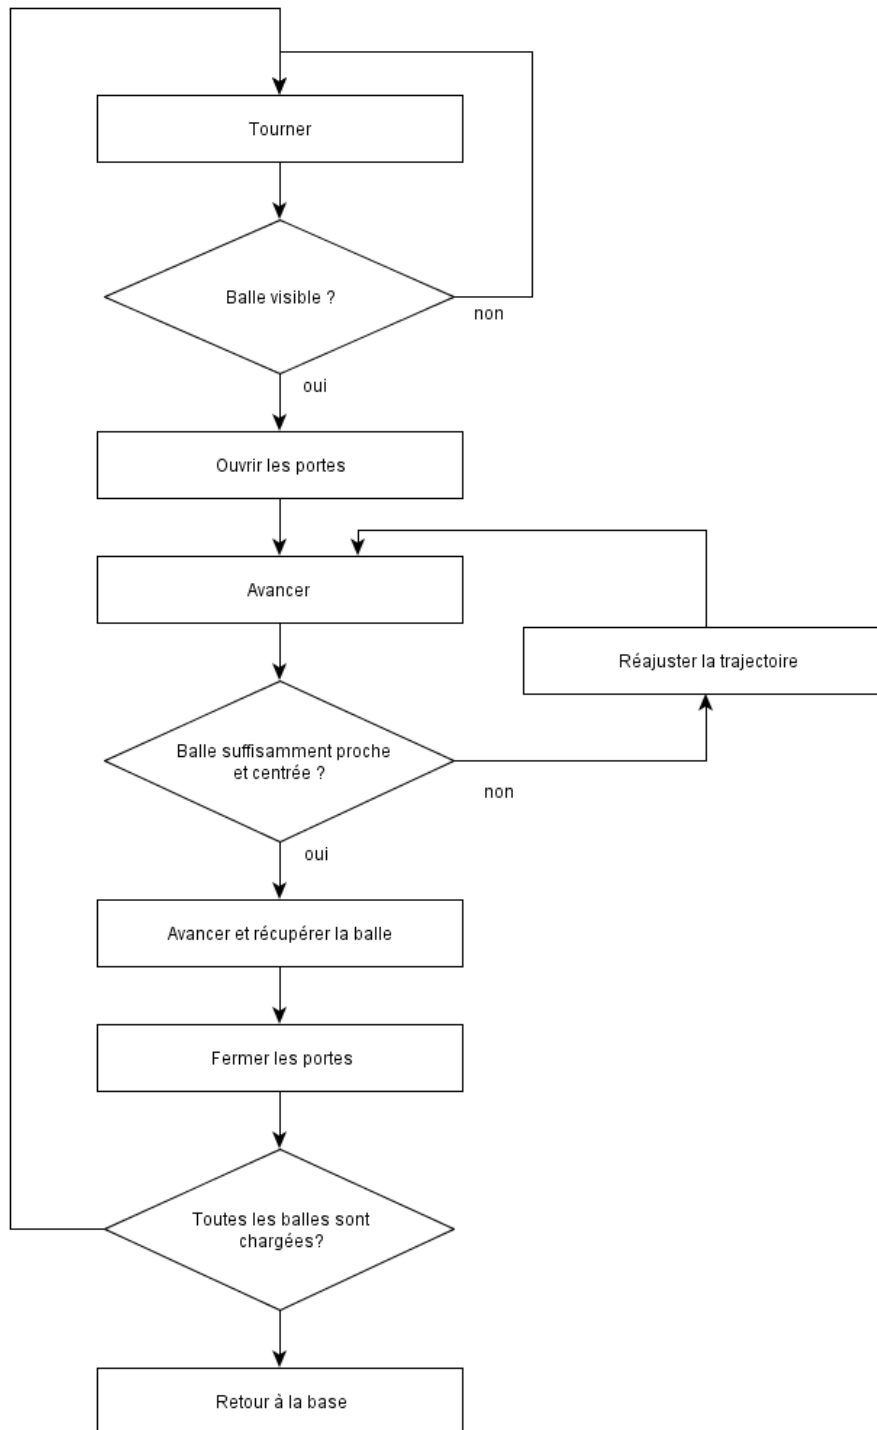 Tourner
Balle visible ?
non
oui
Ouvrir les portes
Avancer
Réajuster la trajectoire
Balle suffisamment proche
et centrée ?
non
oui
Avancer et récupérer la balle
Fermer les portes
Toutes les balles sont
chargées?
Retour à la base